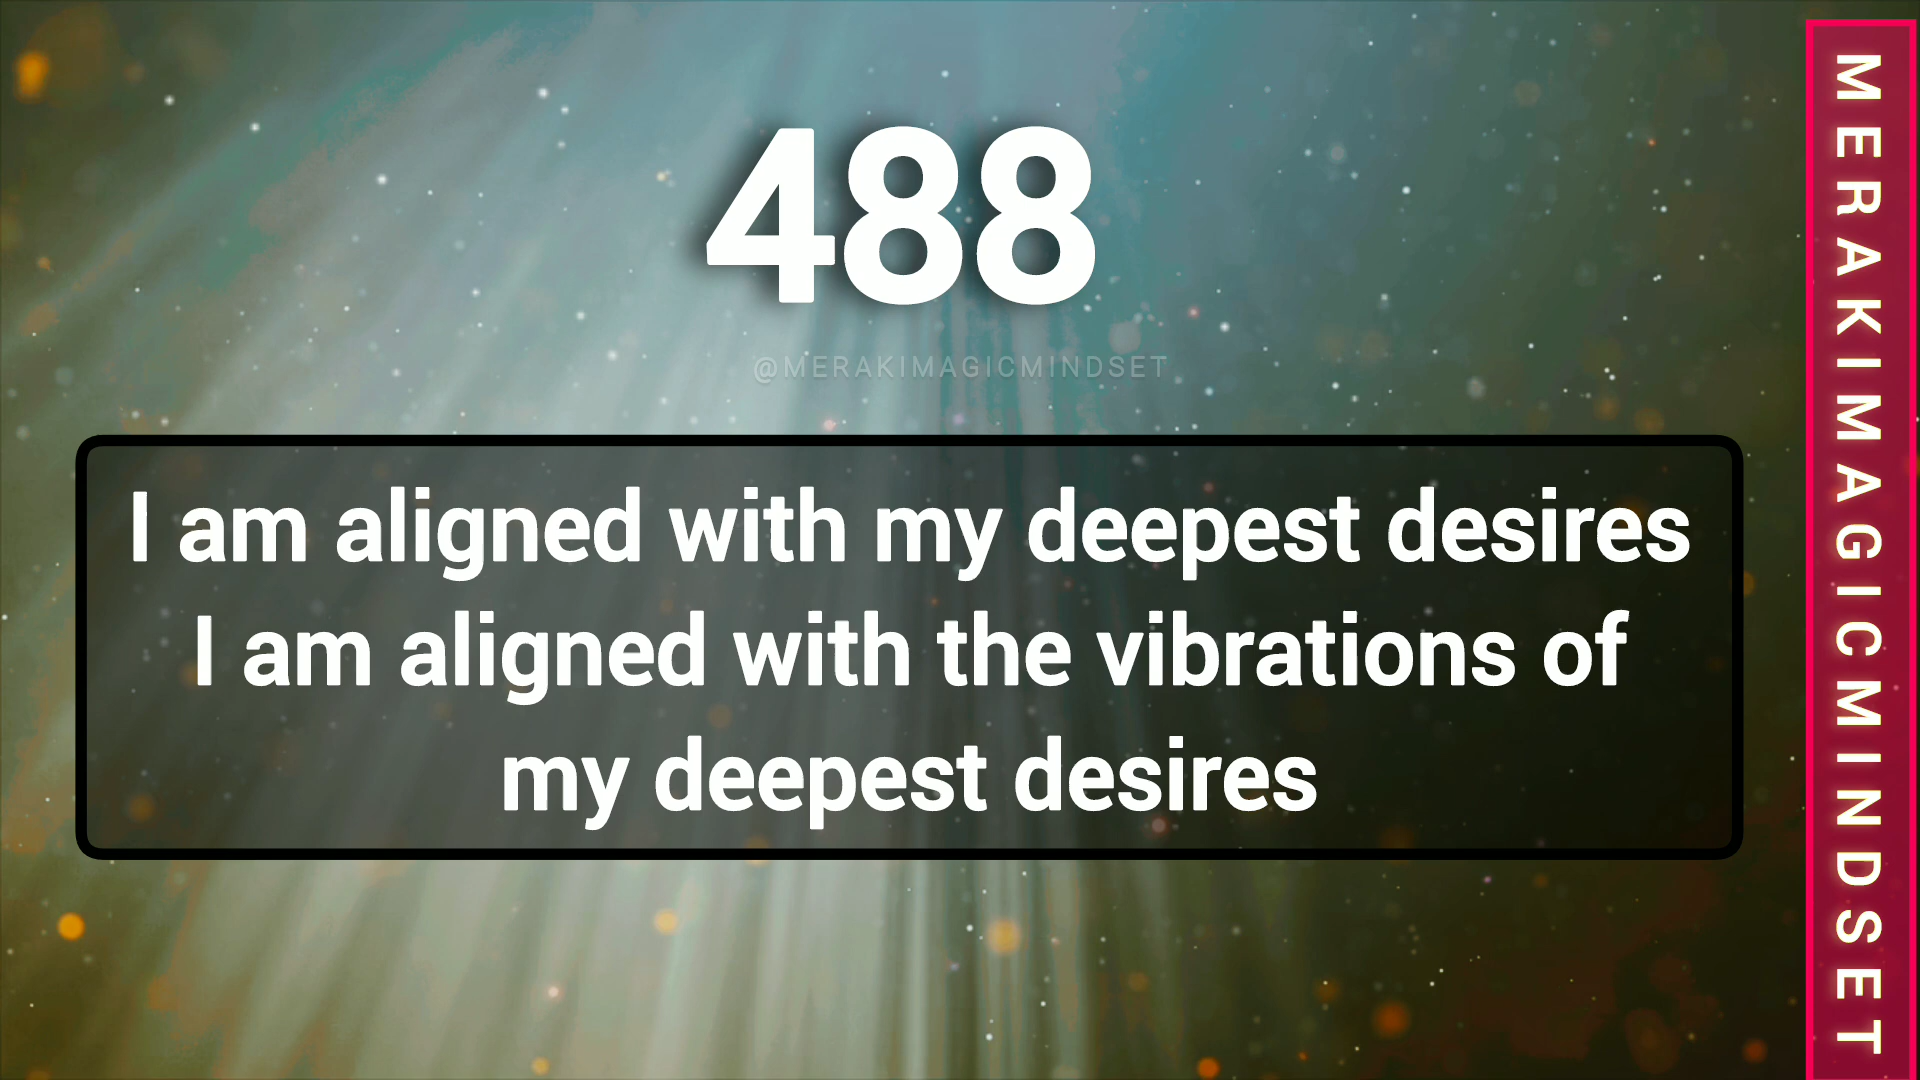 488
@MERAKIMAGICMINDSET
I am aligned with my deepest desires
I am aligned with the vibrations of
my deepest desires
MERAKIMAGICMINDSET